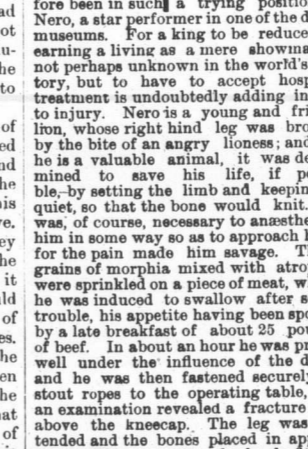 fore been in such a trying positio
Nero, a star performer in one of the d
museums. For a king to be reduce
earning a living as a mere showma
not perhaps unknown in the world's
tory, but to have to accept hosp
treatment is undoubtedly adding in
to injury. Nero is a young and fri
lion, whose right hind leg was bro
by the bite of an angry lioness; and
he is a valuable animal, it was de
mined to save his life, if po
ble, by setting the limb and keepin
quiet, so that the bone would knit.
was, of course, necessary to anæsthe
him in some way so as to approach h
for the pain made him savage. T
grains of morphia mixed with atro
were sprinkled on a piece of meat, w
he was induced to swallow after s
trouble, his appetite having been spo
by a late breakfast of about 25 pou
of beef. In about an hour he was pr
well under the influence of the d
and he was then fastened securel
stout ropes to the operating table,
an examination revealed a fracture
above the kneecap. The leg was
tended and the bones placed in ap